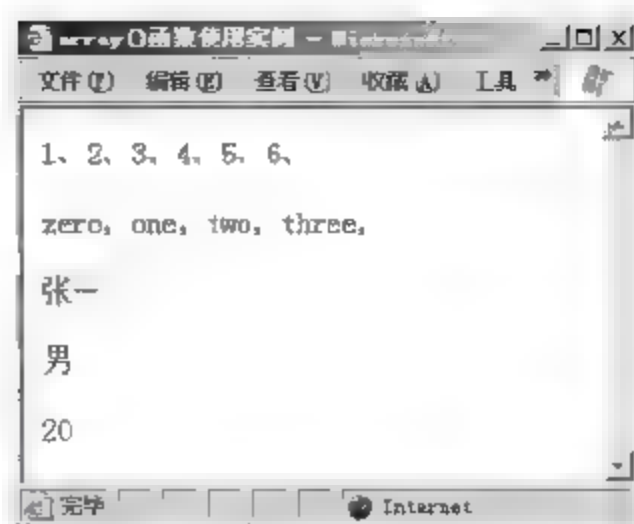 array()函数使用实例 -
文件(F) 编辑(E) 查看(V) 收藏(A) 工具 »
1、2、3、4、5、6、
zero, one, two, three,
张一
男
20
完毕 Internet